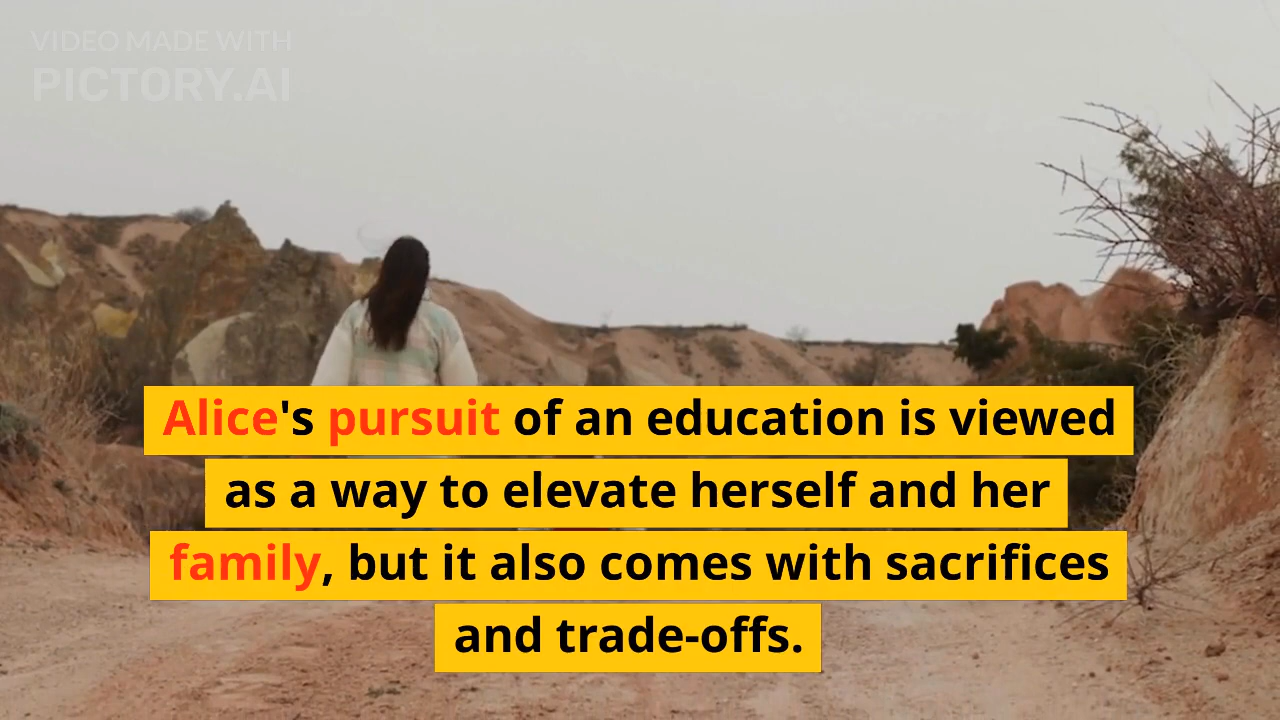 VIDEO MADE WITH
PICTORY.AI
Alice's pursuit of an education is viewed
as a way to elevate herself and her
family, but it also comes with sacrifices
and trade-offs.